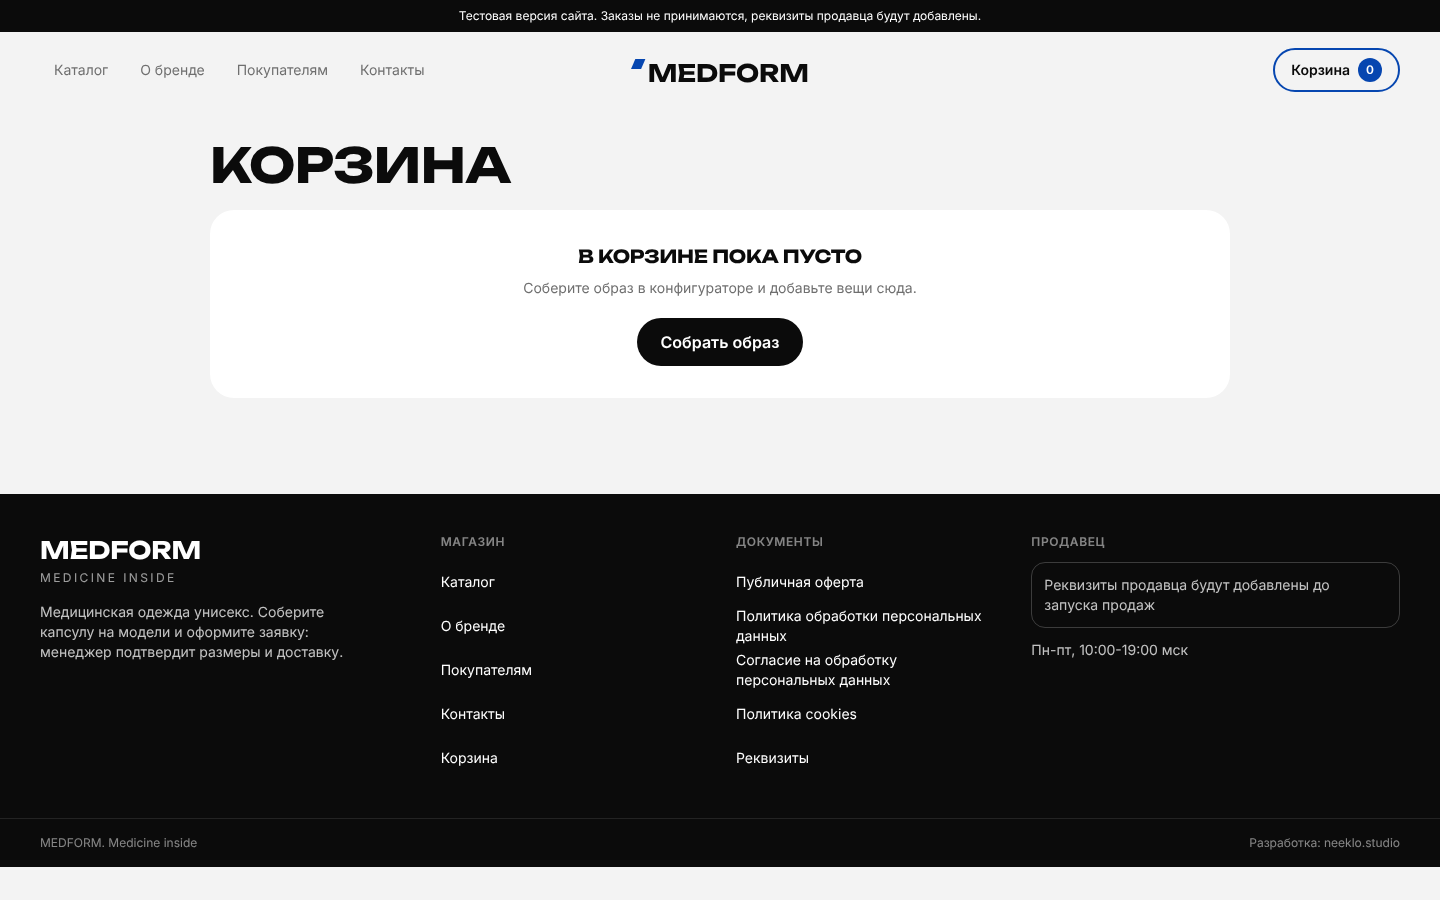 Тестовая версия сайта. Заказы не принимаются, реквизиты продавца будут добавлены.
Каталог
О бренде
Покупателям
Контакты
MEDFORM
Корзина 0
КОРЗИНА
В КОРЗИНЕ ПОКА ПУСТО
Соберите образ в конфигураторе и добавьте вещи сюда.
Собрать образ
MEDFORM
MEDICINE INSIDE
Медицинская одежда унисекс. Соберите
капсулу на модели и оформите заявку:
менеджер подтвердит размеры и доставку.
МАГАЗИН
Каталог
О бренде
Покупателям
Контакты
Корзина
ДОКУМЕНТЫ
Публичная оферта
Политика обработки персональных
данных
Согласие на обработку
персональных данных
Политика cookies
Реквизиты
ПРОДАВЕЦ
Реквизиты продавца будут добавлены до
запуска продаж
Пн-пт, 10:00-19:00 мск
MEDFORM. Medicine inside
Разработка: neeklo.studio